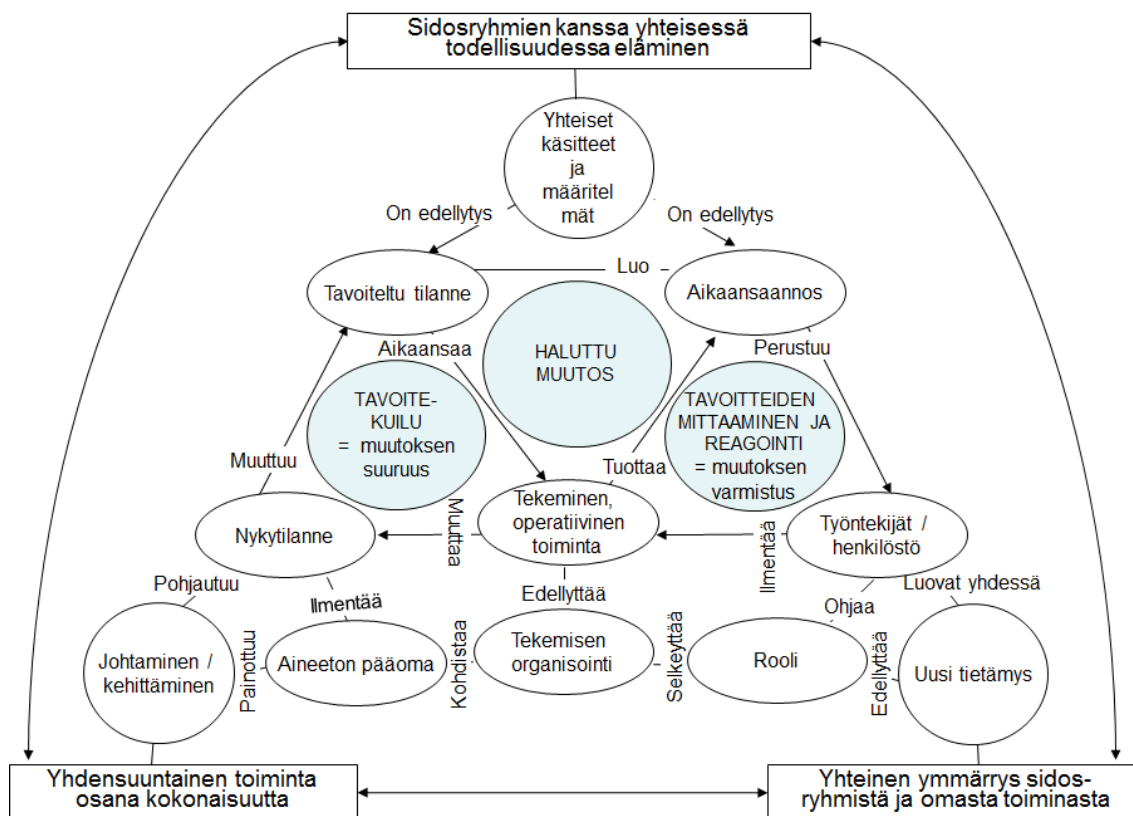 Sidosryhmien kanssa yhteisessä
todellisuudessa eläminen
Yhteiset
käsitteet
ja
määritel
mät
On edellytys
On edellytys
Tavoiteltu tilanne
Luo
Aikaansaannos
Aikaansaa
HALUTTU
MUUTOS
Perustuu
TAVOITE-
KUILU
= muutoksen
suuruus
TAVOITTEIDEN
MITTAAMINEN JA
REAGOINTI
= muutoksen
varmistus
Muuttuu
Tuottaa
Nykytilanne
Muuttaa
Tekeminen,
operatiivinen
toiminta
Ilmentää
Työntekijät /
henkilöstö
Pohjautuu
Ilmentää
Edellyttää
Ohjaa
Luovat yhdessä
Johtaminen /
kehittäminen
Painottuu
Aineeton pääoma
Kohdistaa
Tekemisen
organisointi
Selkeyttää
Rooli
Edellyttää
Uusi tietämys
Yhdensuuntainen toiminta
osana kokonaisuutta
Yhteinen ymmärrys sidos-
ryhmistä ja omasta toiminasta